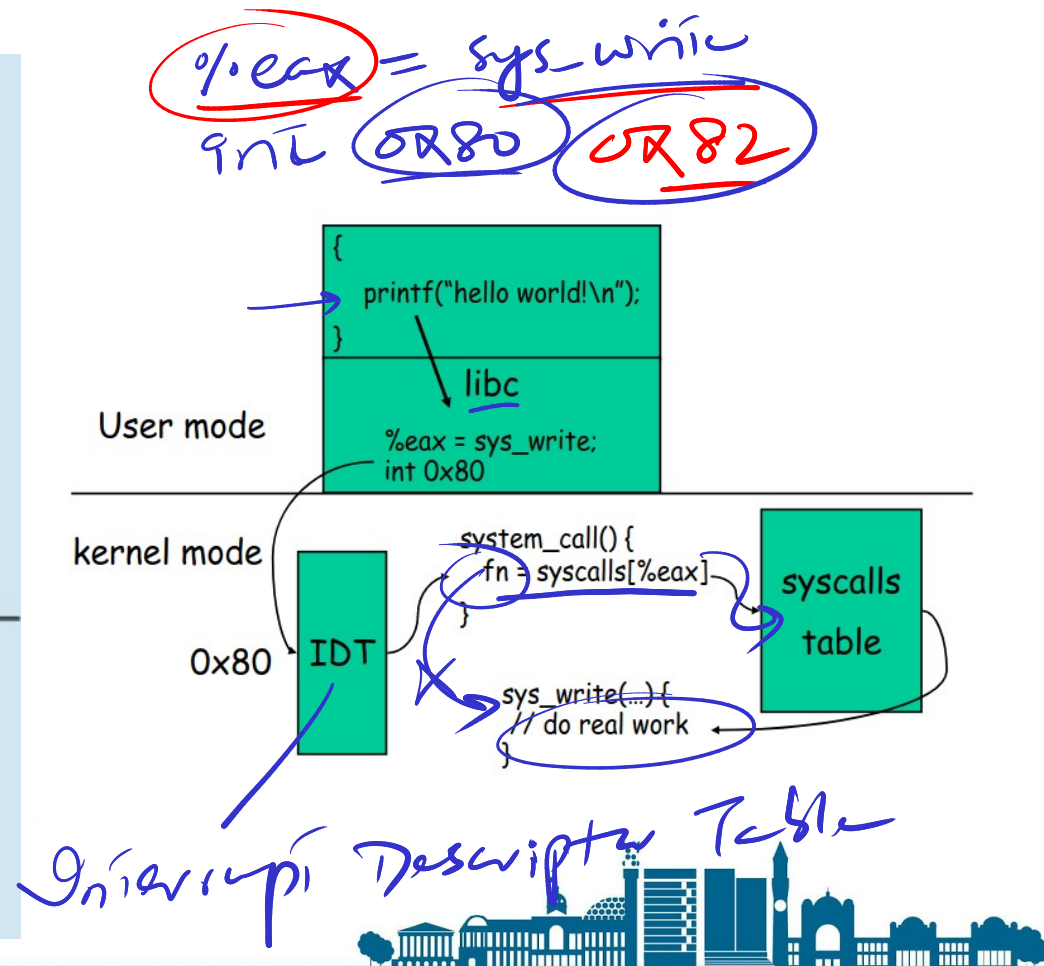 %eax = sys_write
int 0x80 0x82
{
printf("hello world!\n");
}
libc
User mode
%eax = sys_write;
int 0x80
kernel mode
system_call() {
fn = syscalls[%eax]
}
syscalls
table
0x80
IDT
sys_write(...) {
// do real work
}
Interrupt Descriptor Table